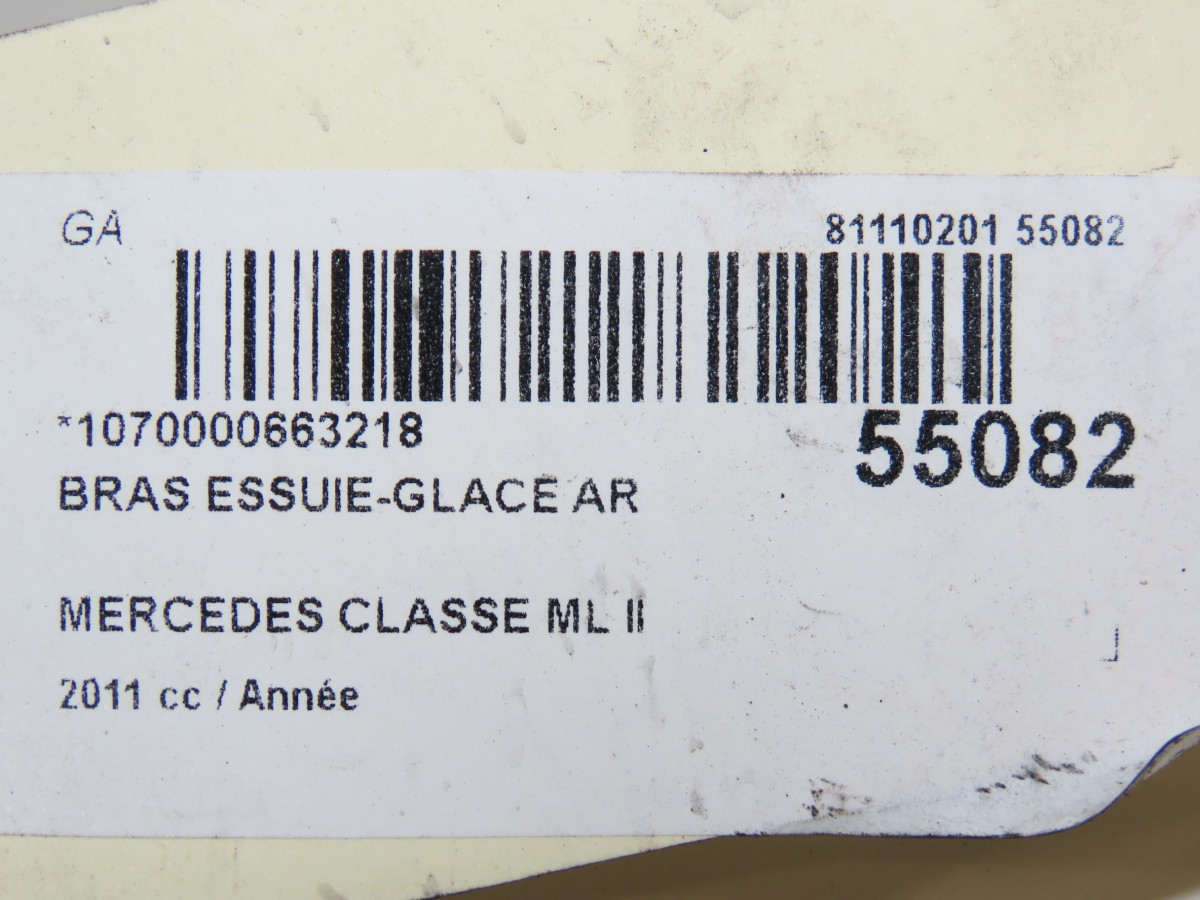 GA
81110201 55082
*1070000663218
55082
BRAS ESSUIE-GLACE AR
MERCEDES CLASSE ML II
2011 cc / Année